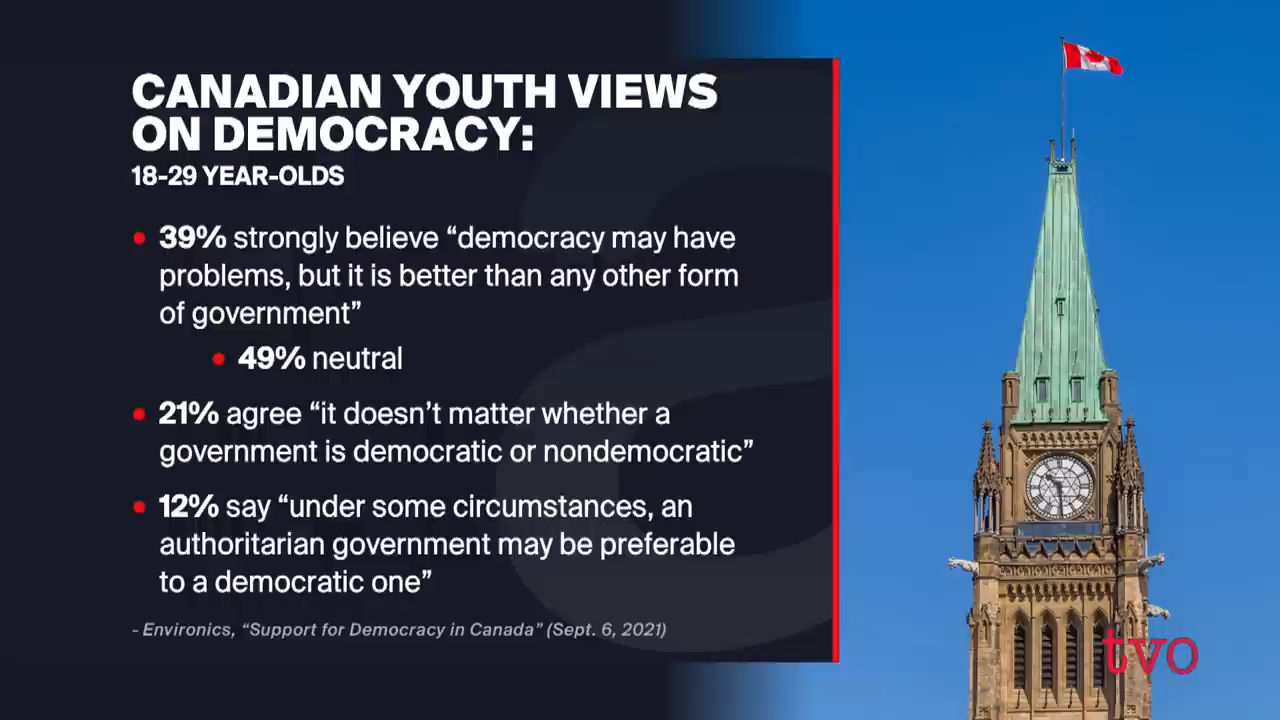 CANADIAN YOUTH VIEWS
ON DEMOCRACY:
18-29 YEAR-OLDS
• 39% strongly believe “democracy may have
problems, but it is better than any other form
of government”
• 49% neutral
• 21% agree “it doesn’t matter whether a
government is democratic or nondemocratic”
• 12% say “under some circumstances, an
authoritarian government may be preferable
to a democratic one”
- Environics, “Support for Democracy in Canada” (Sept. 6, 2021)
tvo